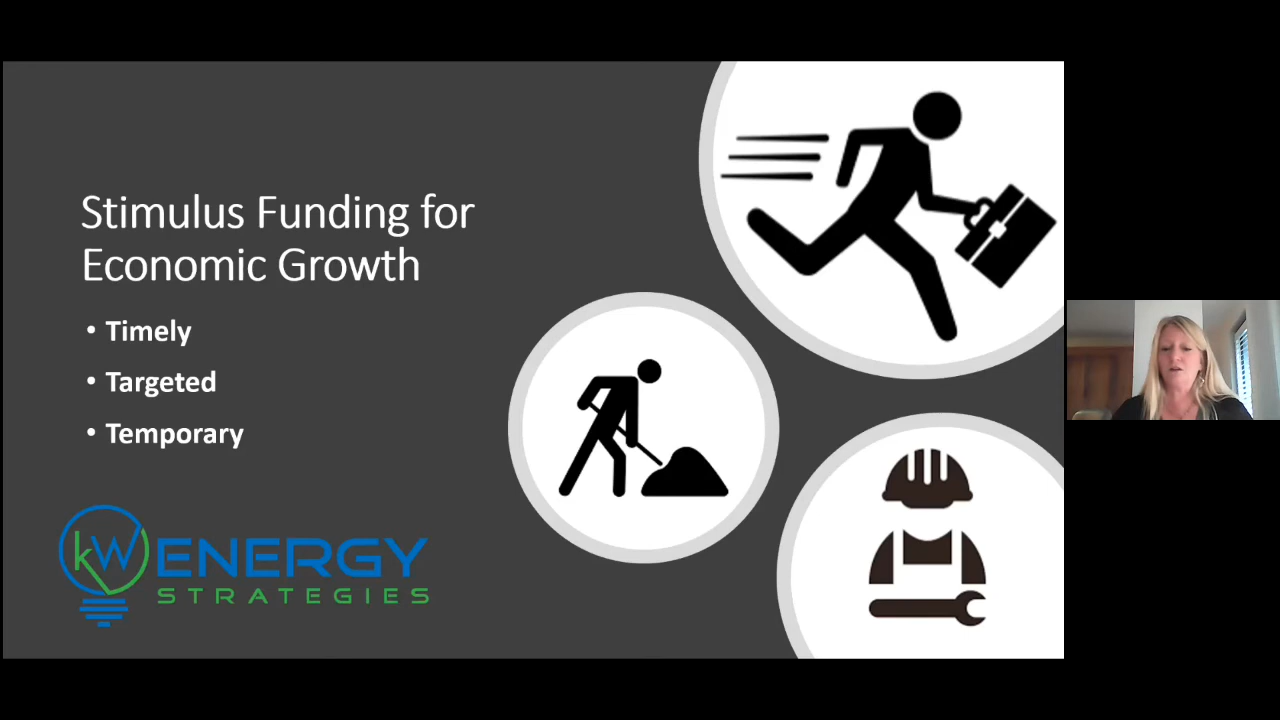 Stimulus Funding for
Economic Growth
• Timely
• Targeted
• Temporary
kW ENERGY
STRATEGIES